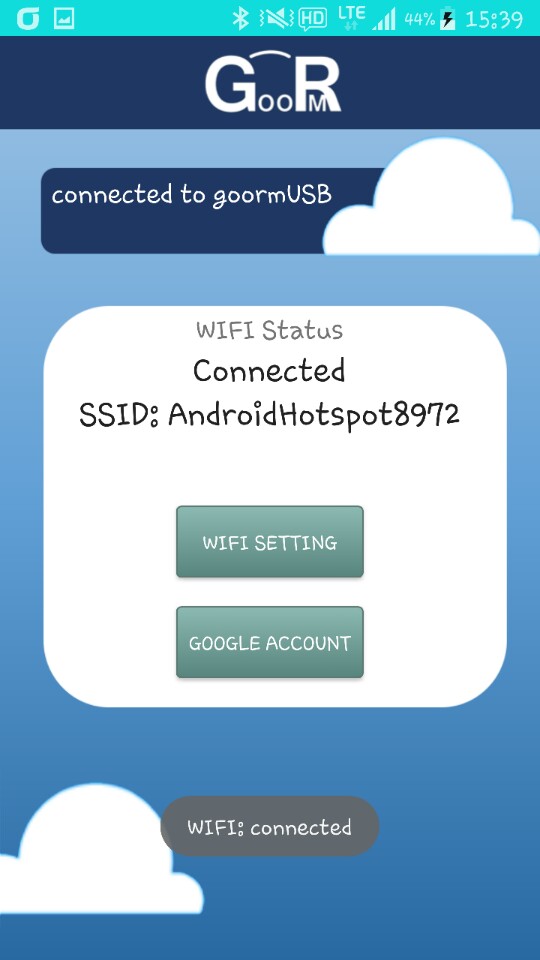 HD LTE 44% 15:39
GooRM
connected to goormUSB
WIFI Status
Connected
SSID: AndroidHotspot8972
WIFI SETTING
GOOGLE ACCOUNT
WIFI: connected